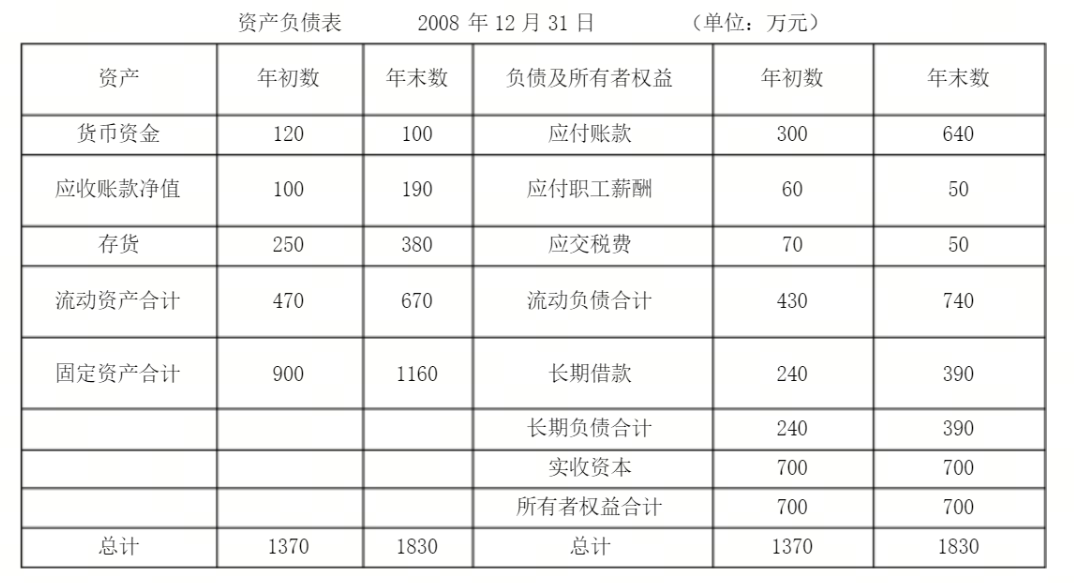 资产负债表 2008 年 12 月 31 日 （单位：万元）
资产 年初数 年末数 负债及所有者权益 年初数 年末数
货币资金 120 100 应付账款 300 640
应收账款净值 100 190 应付职工薪酬 60 50
存货 250 380 应交税费 70 50
流动资产合计 470 670 流动负债合计 430 740
固定资产合计 900 1160 长期借款 240 390
长期负债合计 240 390
实收资本 700 700
所有者权益合计 700 700
总计 1370 1830 总计 1370 1830